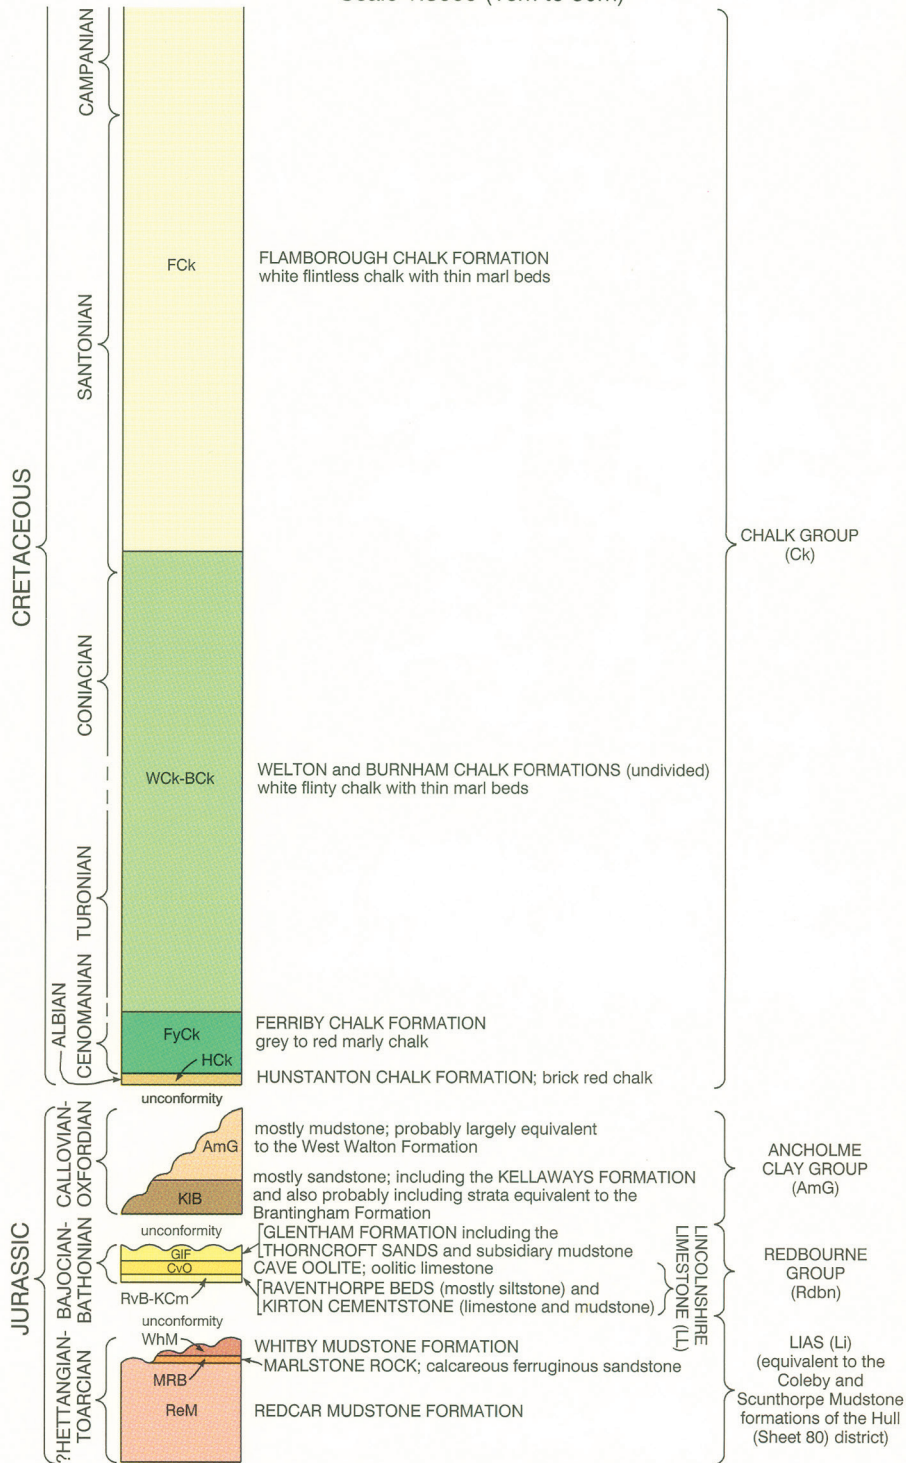 CRETACEOUS
CAMPANIAN
SANTONIAN
CONIACIAN
TURONIAN
CENOMANIAN
ALBIAN
FCk
FLAMBOROUGH CHALK FORMATION
white flintless chalk with thin marl beds
CHALK GROUP
(Ck)
WCk-BCk
WELTON and BURNHAM CHALK FORMATIONS (undivided)
white flinty chalk with thin marl beds
FyCk
FERRIBY CHALK FORMATION
grey to red marly chalk
HCk
HUNSTANTON CHALK FORMATION; brick red chalk
unconformity
JURASSIC
CALLOVIAN-
OXFORDIAN
AmG
mostly mudstone; probably largely equivalent
to the West Walton Formation
KIB
mostly sandstone; including the KELLAWAYS FORMATION
and also probably including strata equivalent to the
Brantingham Formation
ANCHOLME
CLAY GROUP
(AmG)
unconformity
BAJOCIAN-
BATHONIAN
GIF
GLENTHAM FORMATION including the
THORNCROFT SANDS and subsidiary mudstone
CvO
CAVE OOLITE; oolitic limestone
RvB-KCm
RAVENTHORPE BEDS (mostly siltstone) and
KIRTON CEMENTSTONE (limestone and mudstone)
LINCOLNSHIRE
LIMESTONE (LL)
REDBOURNE
GROUP
(Rdbn)
unconformity
?HETTANGIAN-
TOARCIAN
WhM
WHITBY MUDSTONE FORMATION
MRB
MARLSTONE ROCK; calcareous ferruginous sandstone
ReM
REDCAR MUDSTONE FORMATION
LIAS (Li)
(equivalent to the
Coleby and
Scunthorpe Mudstone
formations of the Hull
(Sheet 80) district)